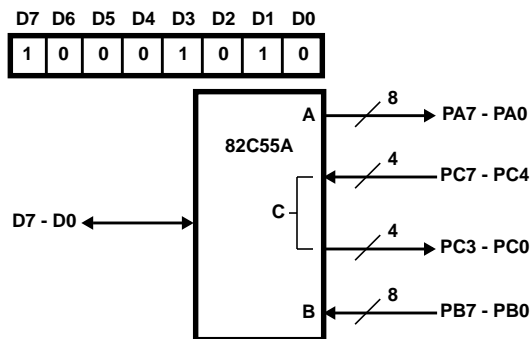 D7 D6 D5 D4 D3 D2 D1 D0
1 0 0 0 1 0 1 0
A 8 PA7 - PA0
82C55A
4 PC7 - PC4
C
D7 - D0
4 PC3 - PC0
8
B PB7 - PB0